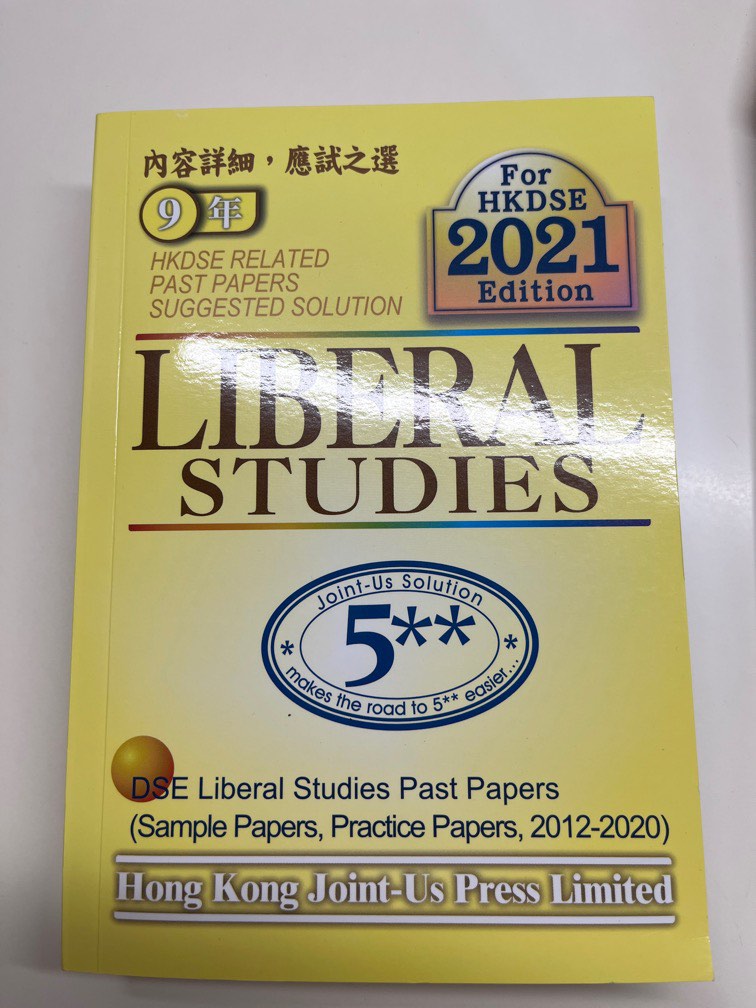 內容詳細，應試之選
9年
HKDSE RELATED
PAST PAPERS
SUGGESTED SOLUTION
For
HKDSE
2021
Edition
LIBERAL
STUDIES
Joint-Us Solution
* 5** *
makes the road to 5** easier....
DSE Liberal Studies Past Papers
(Sample Papers, Practice Papers, 2012-2020)
Hong Kong Joint-Us Press Limited